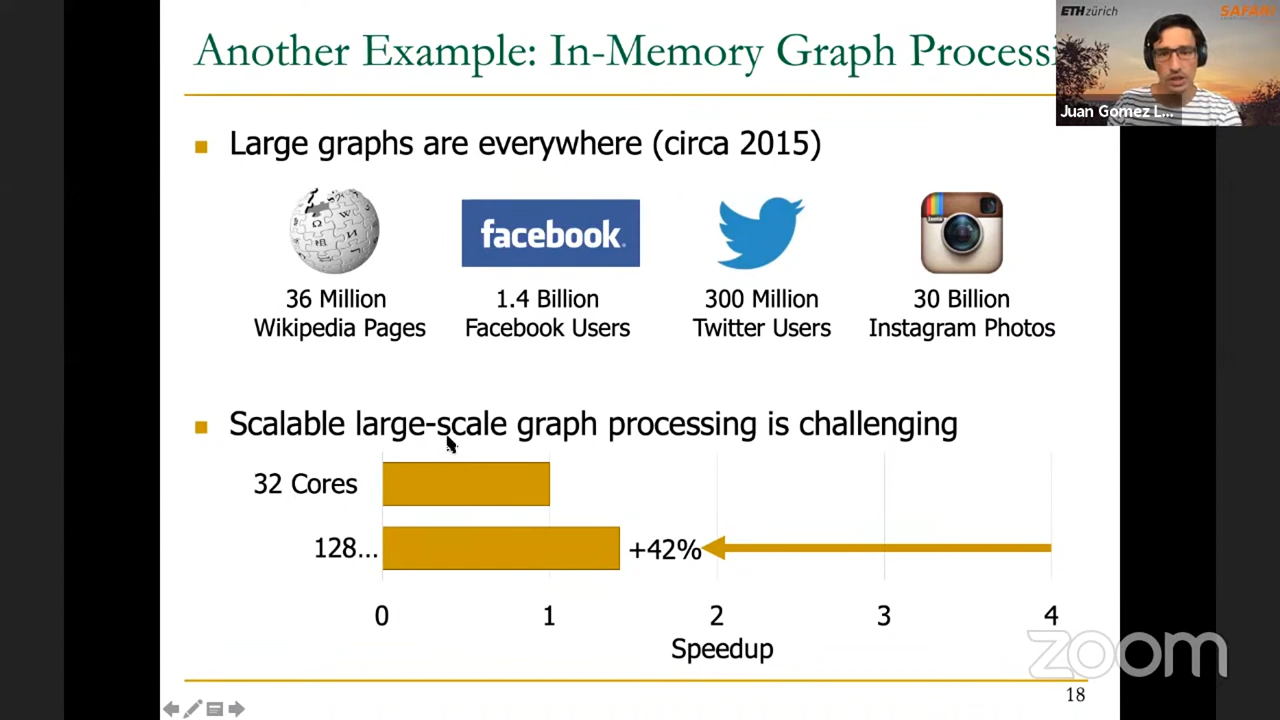 Another Example: In-Memory Graph Processi
ETH zürich
SAFARI
Juan Gomez L...
Large graphs are everywhere (circa 2015)
facebook
36 Million
Wikipedia Pages
1.4 Billion
Facebook Users
300 Million
Twitter Users
30 Billion
Instagram Photos
Scalable large-scale graph processing is challenging
32 Cores
128...
+42%
0 1 2 3 4
Speedup
zoom
18